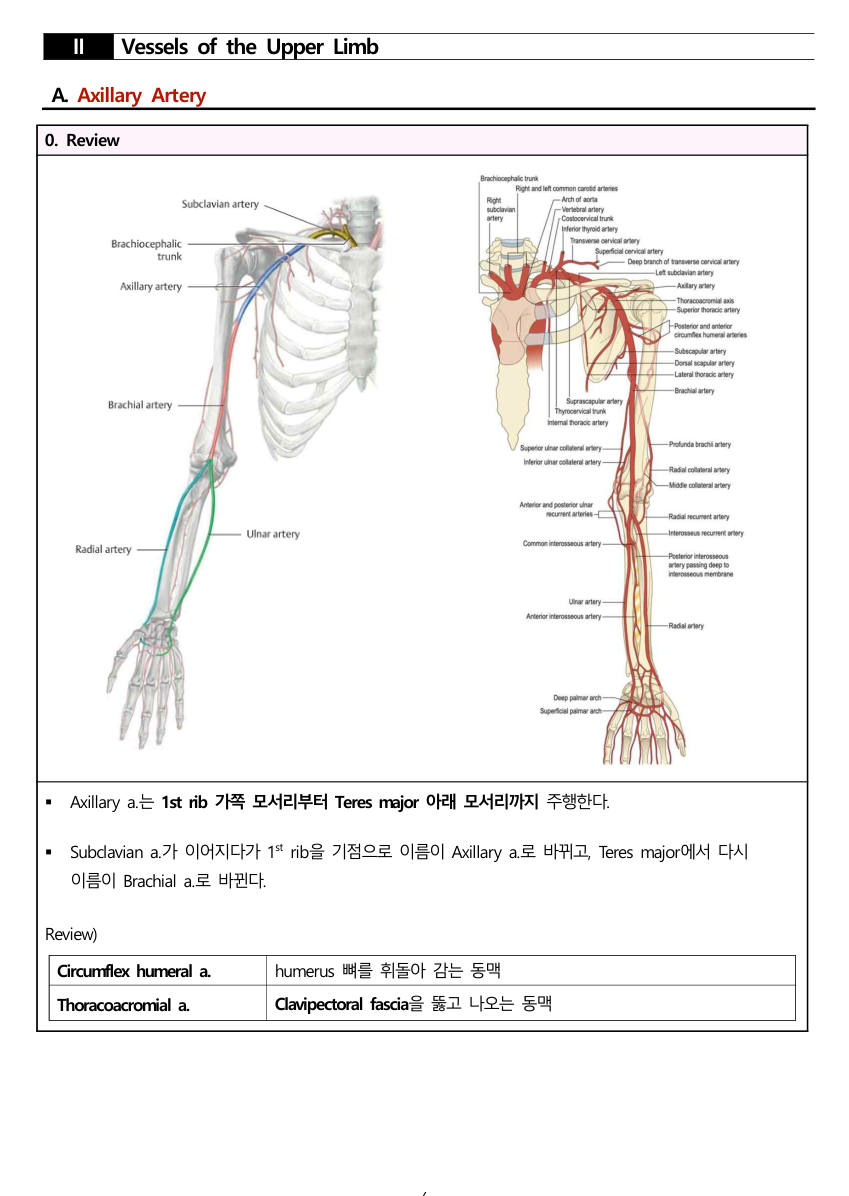 II Vessels of the Upper Limb
A. Axillary Artery
0. Review
Subclavian artery
Brachiocephalic
trunk
Axillary artery
Brachial artery
Ulnar artery
Radial artery
Brachiocephalic trunk
Right and left common carotid arteries
Right
subclavian
artery
Arch of aorta
Vertebral artery
Costocervical trunk
Inferior thyroid artery
Transverse cervical artery
Superficial cervical artery
Deep branch of transverse cervical artery
Left subclavian artery
Axillary artery
Thoracoacromial axis
Superior thoracic artery
Posterior and anterior
circumflex humeral arteries
Subscapular artery
Dorsal scapular artery
Lateral thoracic artery
Brachial artery
Suprascapular artery
Thyrocervical trunk
Internal thoracic artery
Superior ulnar collateral artery
Inferior ulnar collateral artery
Profunda brachii artery
Radial collateral artery
Middle collateral artery
Anterior and posterior ulnar
recurrent arteries
Radial recurrent artery
Interosseus recurrent artery
Common interosseous artery
Posterior interosseous
artery passing deep to
interosseous membrane
Ulnar artery
Anterior interosseous artery
Radial artery
Deep palmar arch
Superficial palmar arch
▪ Axillary a.는 1st rib 가쪽 모서리부터 Teres major 아래 모서리까지 주행한다.
▪ Subclavian a.가 이어지다가 1st rib을 기점으로 이름이 Axillary a.로 바뀌고, Teres major에서 다시
이름이 Brachial a.로 바뀐다.
Review)
Circumflex humeral a. humerus 뼈를 휘돌아 감는 동맥
Thoracoacromial a. Clavipectoral fascia을 뚫고 나오는 동맥